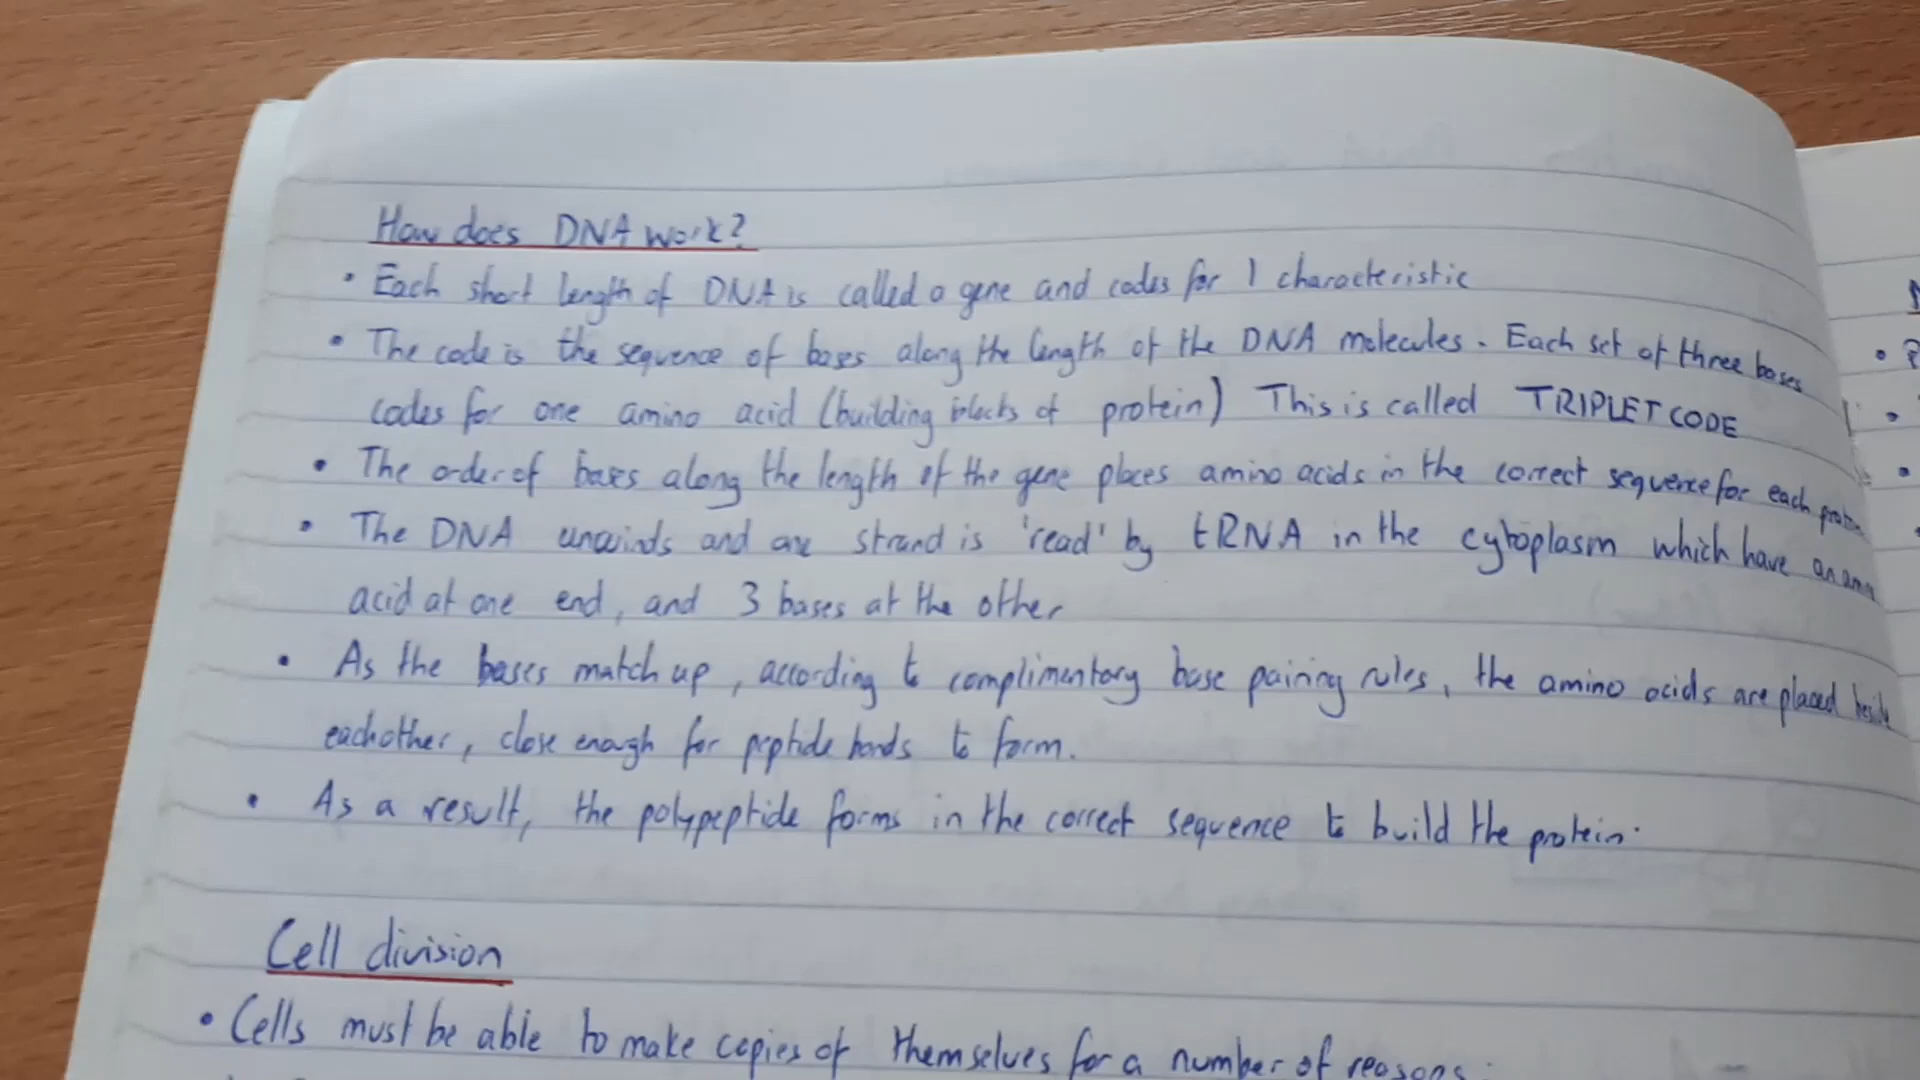 How does DNA work?
• Each short length of DNA is called a gene and codes for 1 characteristic
• The code is the sequence of bases along the length of the DNA molecules. Each set of three bases
codes for one amino acid (building blocks of protein) This is called TRIPLET CODE
• The order of bases along the length of the gene places amino acids in the correct sequence for each protein
• The DNA unwinds and one strand is 'read' by tRNA in the cytoplasm which have an
acid at one end, and 3 bases at the other
• As the bases match up, according to complimentary base pairing rules, the amino acids are placed beside
eachother, close enough for peptide bonds to form.
• As a result, the polypeptide forms in the correct sequence to build the protein.
Cell division
• Cells must be able to make copies of themselves for a number of reasons: